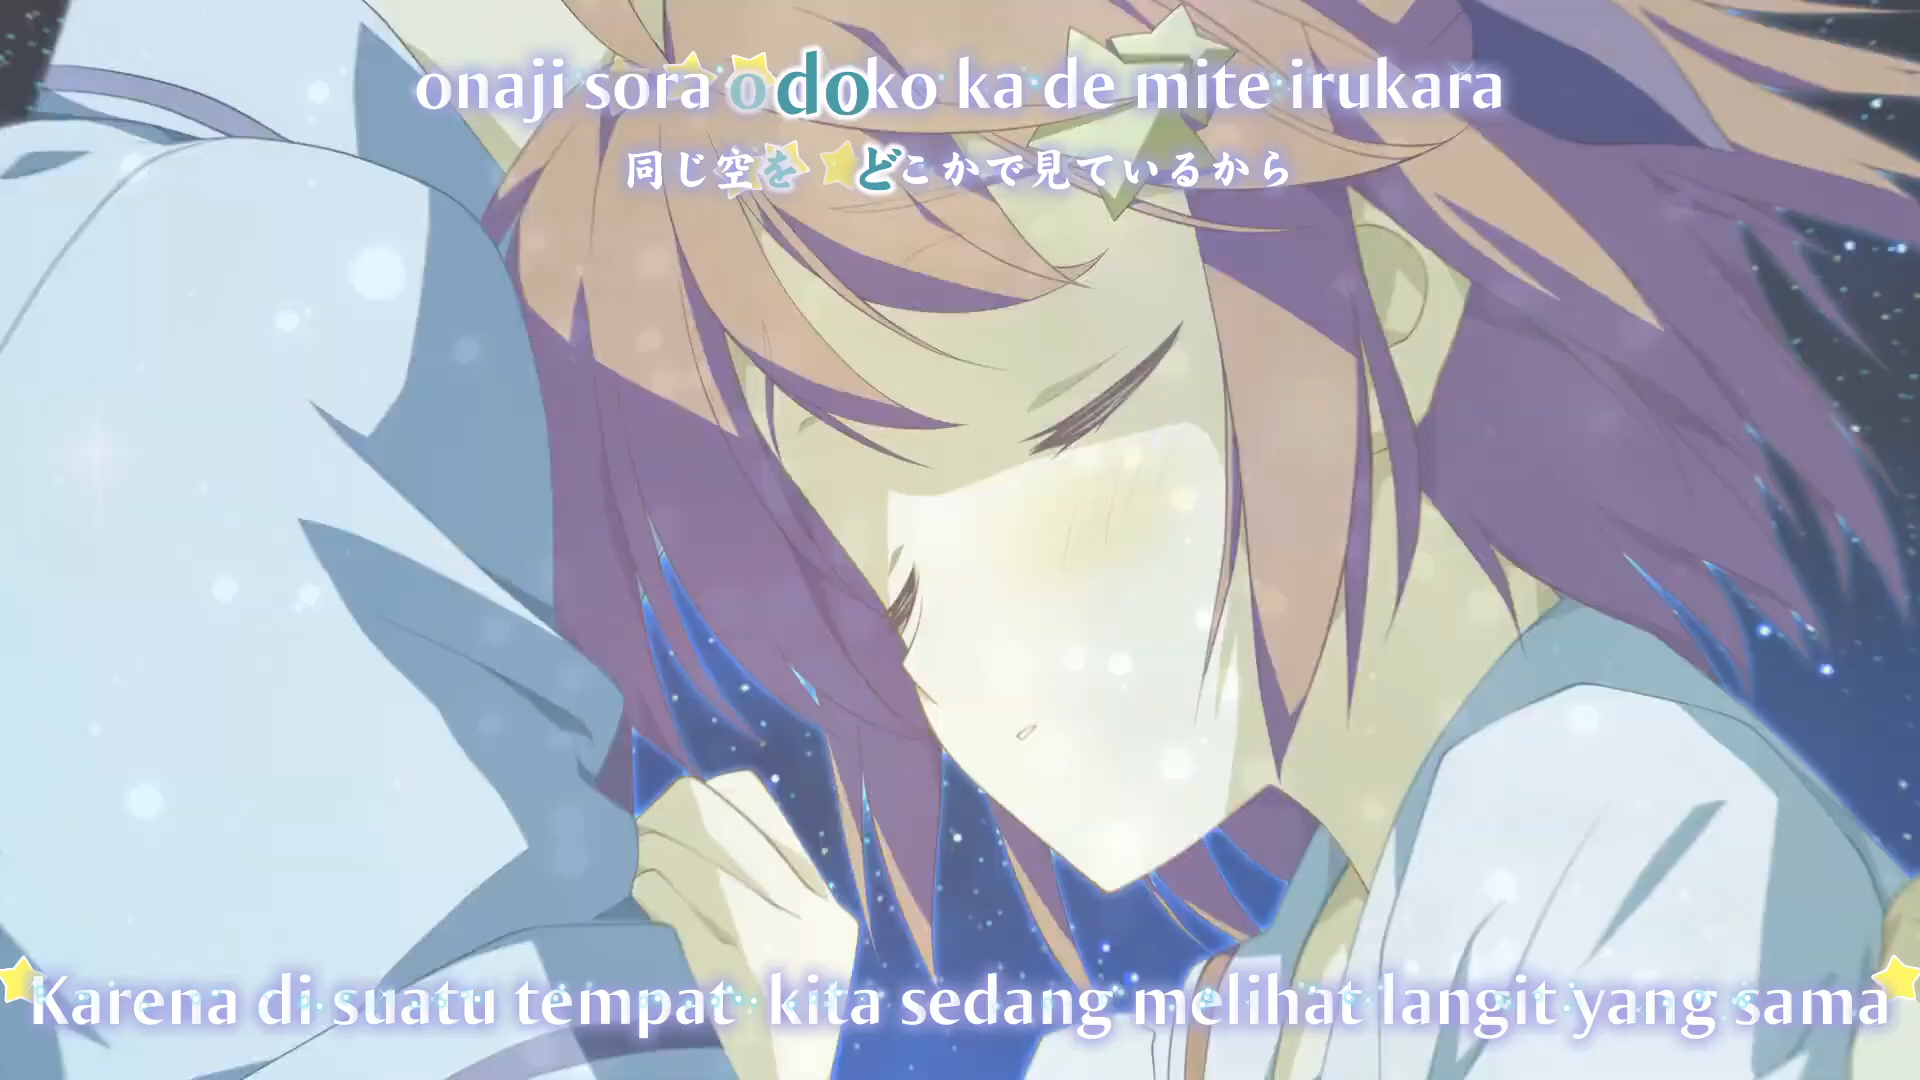 onaji sora o doko ka de mite irukara
同じ空を どこかで見ているから
Karena di suatu tempat kita sedang melihat langit yang sama